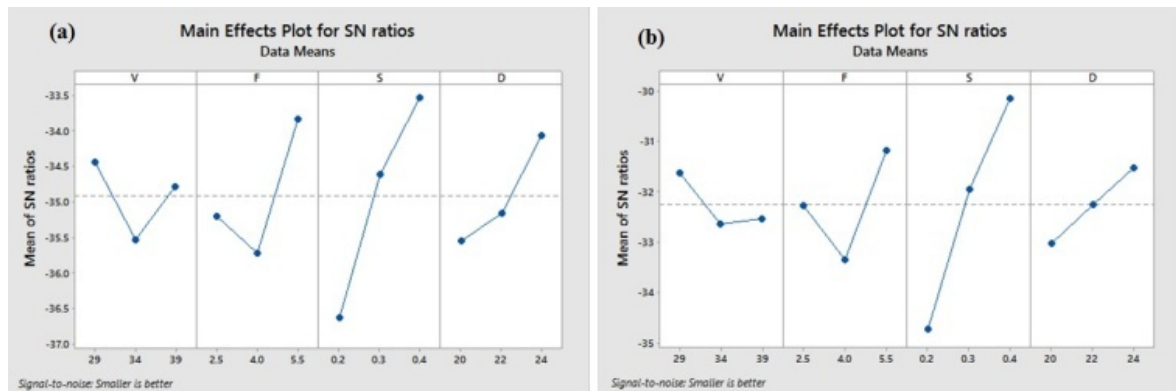 (a)
Main Effects Plot for SN ratios
Data Means
V F S D
Mean of SN ratios
-33.5
-34.0
-34.5
-35.0
-35.5
-36.0
-36.5
-37.0
29 34 39 2.5 4.0 5.5 0.2 0.3 0.4 20 22 24
Signal-to-noise: Smaller is better
(b)
Main Effects Plot for SN ratios
Data Means
V F S D
Mean of SN ratios
-30
-31
-32
-33
-34
-35
29 34 39 2.5 4.0 5.5 0.2 0.3 0.4 20 22 24
Signal-to-noise: Smaller is better